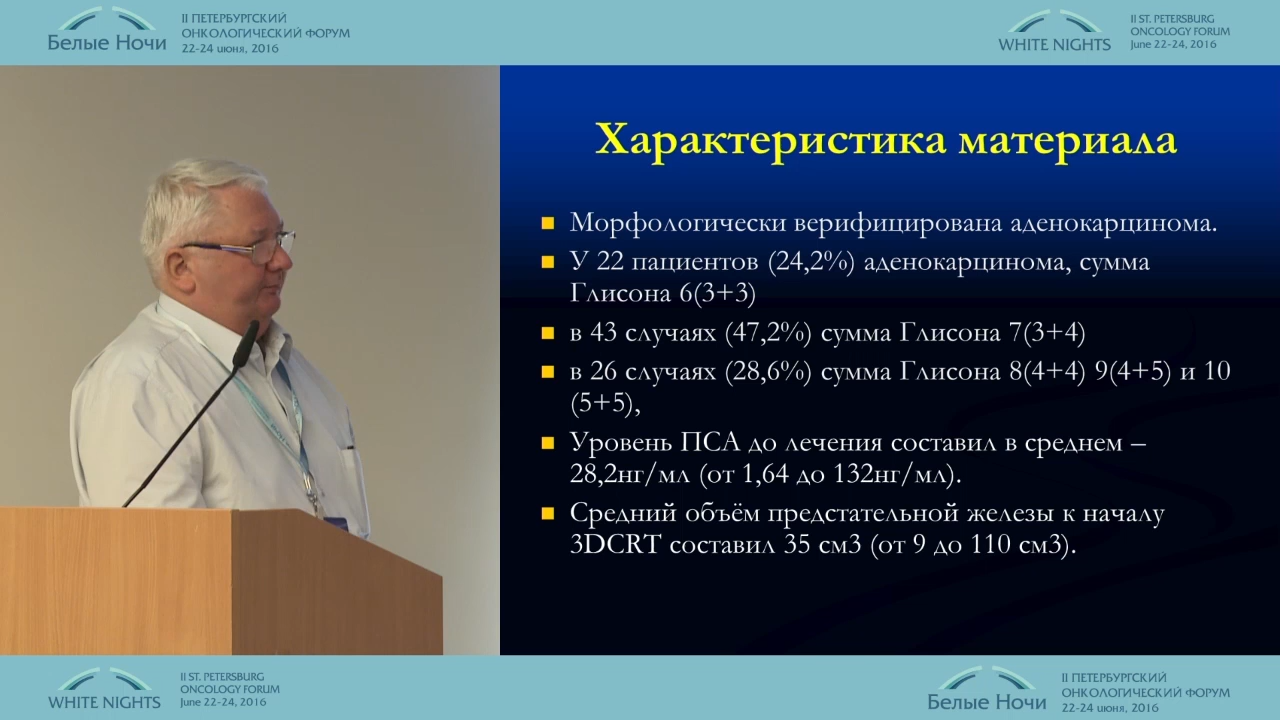 Белые Ночи
II ПЕТЕРБУРГСКИЙ
ОНКОЛОГИЧЕСКИЙ ФОРУМ
22-24 июня, 2016
WHITE NIGHTS
II ST. PETERSBURG
ONCOLOGY FORUM
June 22-24, 2016
Характеристика материала
Морфологически верифицирована аденокарцинома.
У 22 пациентов (24,2%) аденокарцинома, сумма
Глисона 6(3+3)
в 43 случаях (47,2%) сумма Глисона 7(3+4)
в 26 случаях (28,6%) сумма Глисона 8(4+4) 9(4+5) и 10
(5+5),
Уровень ПСА до лечения составил в среднем –
28,2нг/мл (от 1,64 до 132нг/мл).
Средний объём предстательной железы к началу
3DCRT составил 35 см3 (от 9 до 110 см3).
WHITE NIGHTS
II ST. PETERSBURG
ONCOLOGY FORUM
June 22-24, 2016
Белые Ночи
II ПЕТЕРБУРГСКИЙ
ОНКОЛОГИЧЕСКИЙ ФОРУМ
22-24 июня, 2016